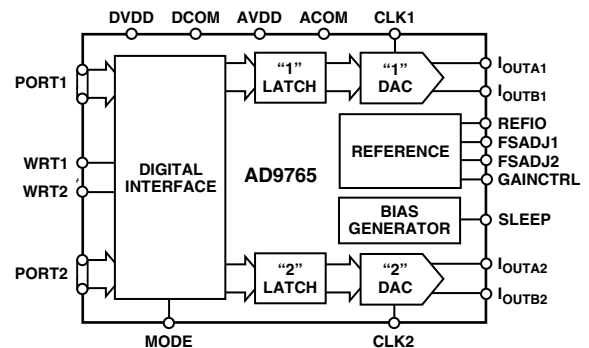 DVDD DCOM AVDD ACOM CLK1
PORT1
“1”
LATCH
“1”
DAC
IOUTA1
IOUTB1
REFIO
FSADJ1
FSADJ2
GAINCTRL
REFERENCE
WRT1
WRT2
DIGITAL
INTERFACE
AD9765
BIAS
GENERATOR
SLEEP
PORT2
“2”
LATCH
“2”
DAC
IOUTA2
IOUTB2
MODE CLK2